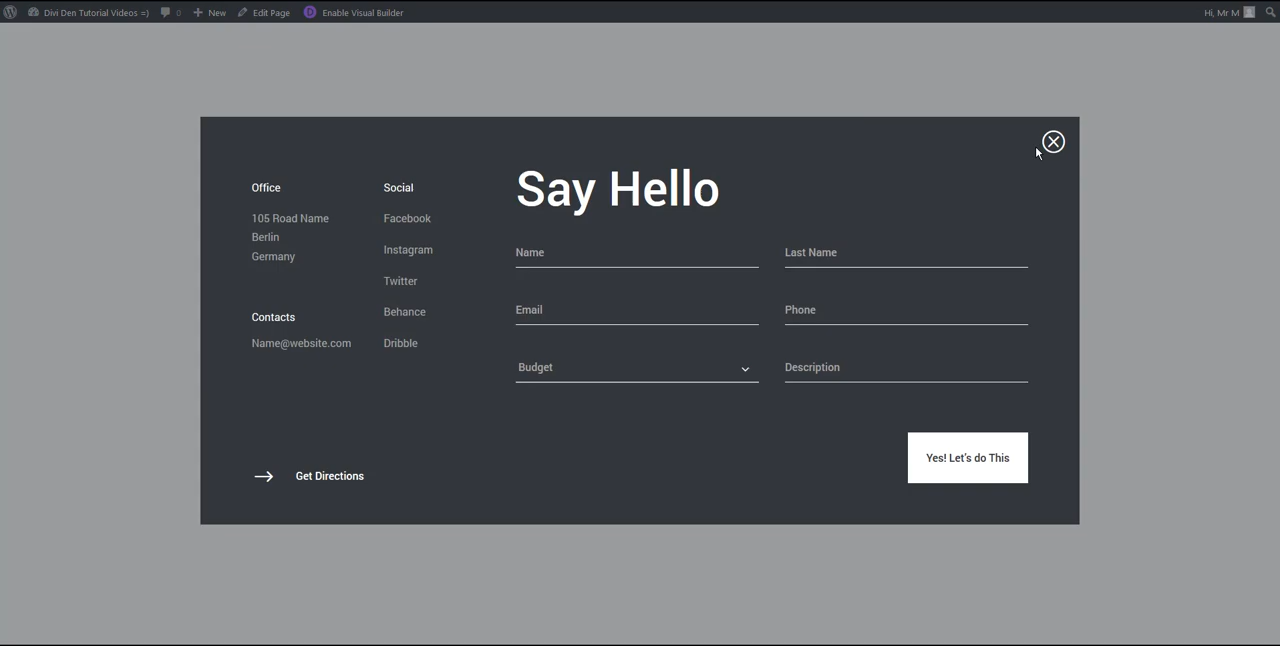 Divi Den Tutorial Videos =) 0 New Edit Page Enable Visual Builder Hi, Mr M
Office
105 Road Name
Berlin
Germany
Contacts
Name@website.com
Get Directions
Social
Facebook
Instagram
Twitter
Behance
Dribble
Say Hello
Name Last Name
Email Phone
Budget Description
Yes! Let's do This